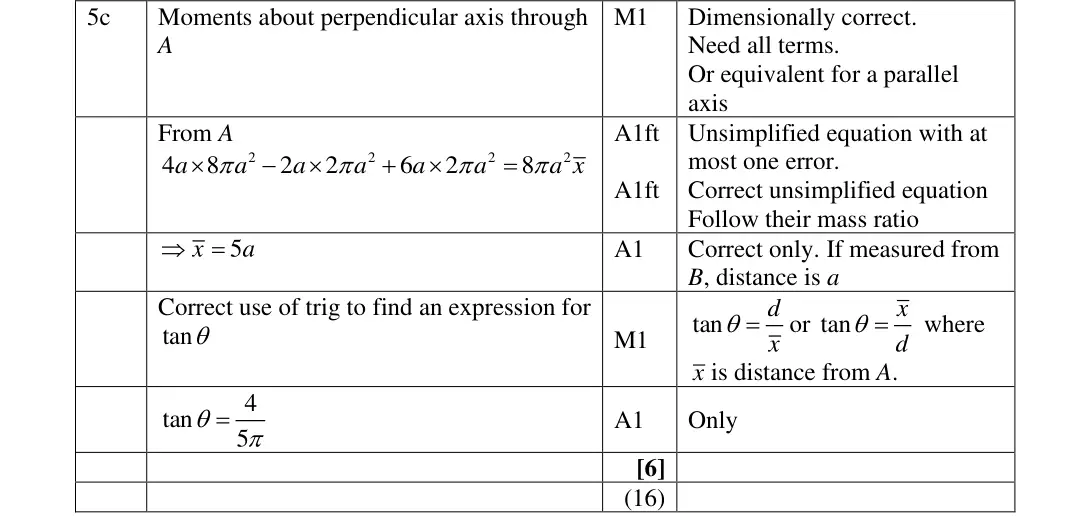 5c Moments about perpendicular axis through M1 Dimensionally correct.
A Need all terms.
Or equivalent for a parallel
axis
From A A1ft Unsimplified equation with at
4a×8πa² − 2a×2πa² + 6a×2πa² = 8πa²x̅ most one error.
A1ft Correct unsimplified equation
Follow their mass ratio
⇒ x̅ = 5a A1 Correct only. If measured from
B, distance is a
Correct use of trig to find an expression for M1 tan θ = d/x̅ or tan θ = x̅/d where
tan θ x̅ is distance from A.
tan θ = 4/5π A1 Only
[6]
(16)